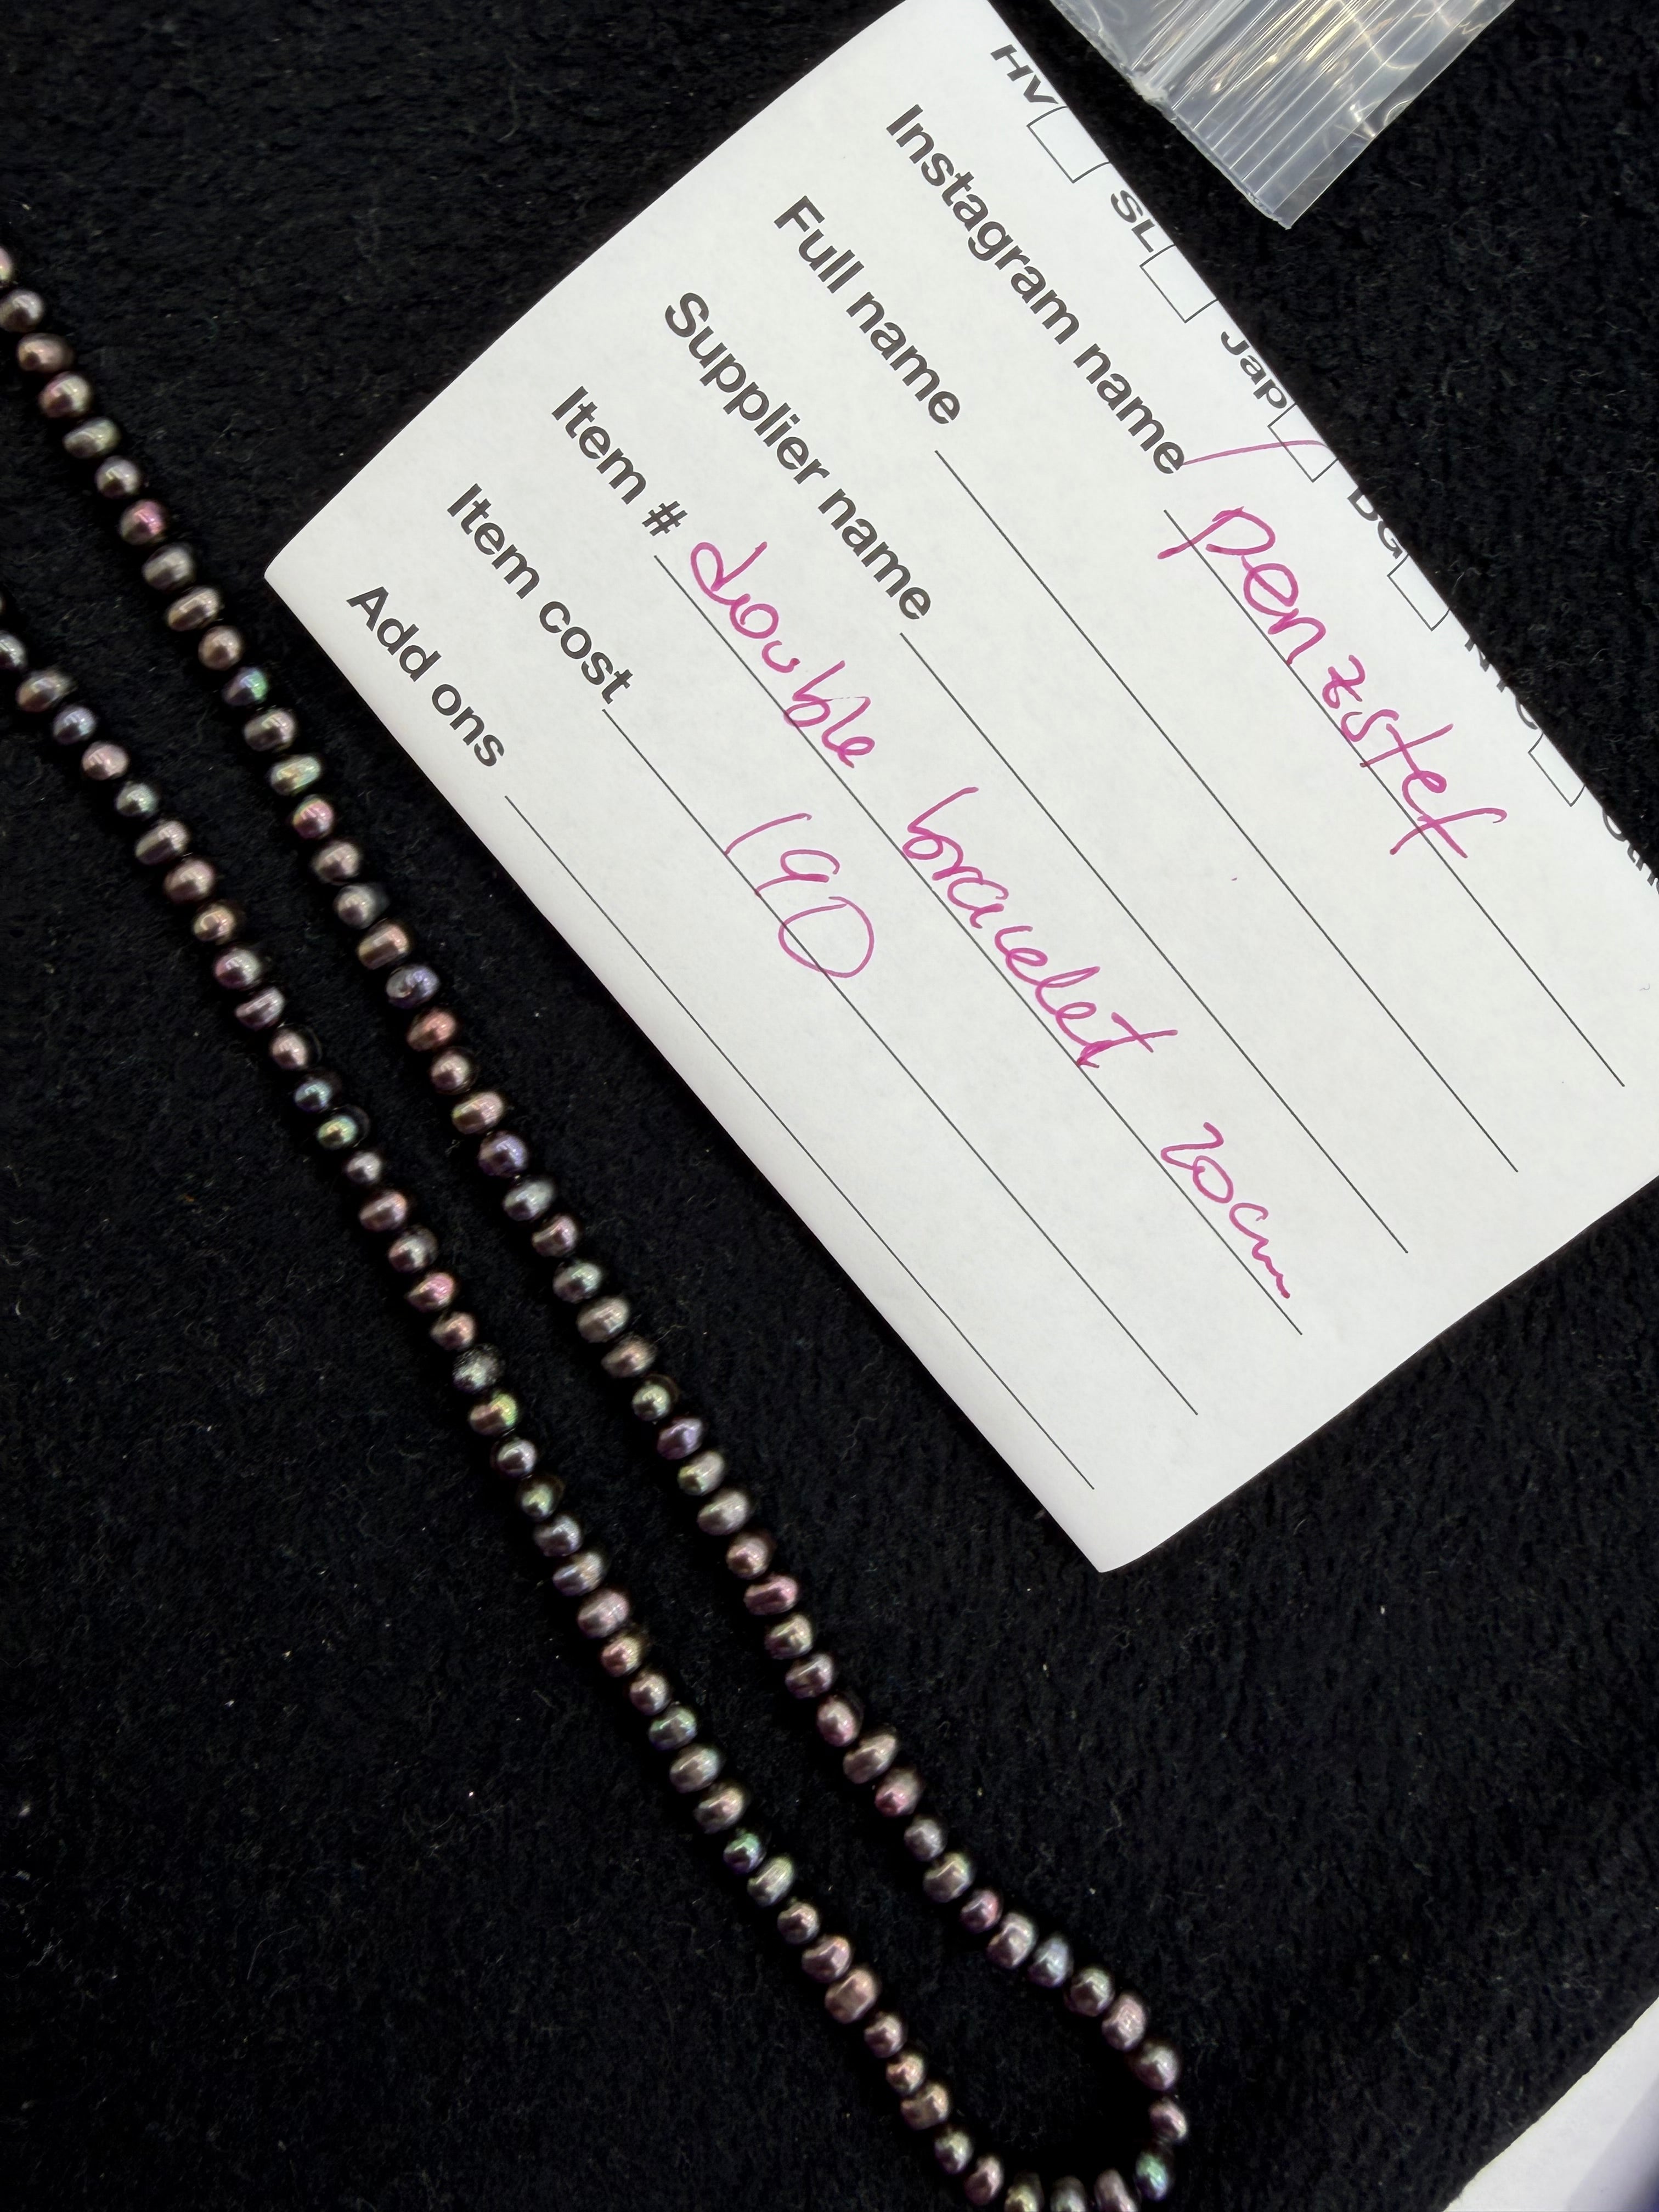 HV SL Jap BG
Instagram name penzstef
Full name
Supplier name
Item # double bracelet 20cm
Item cost 190
Add ons